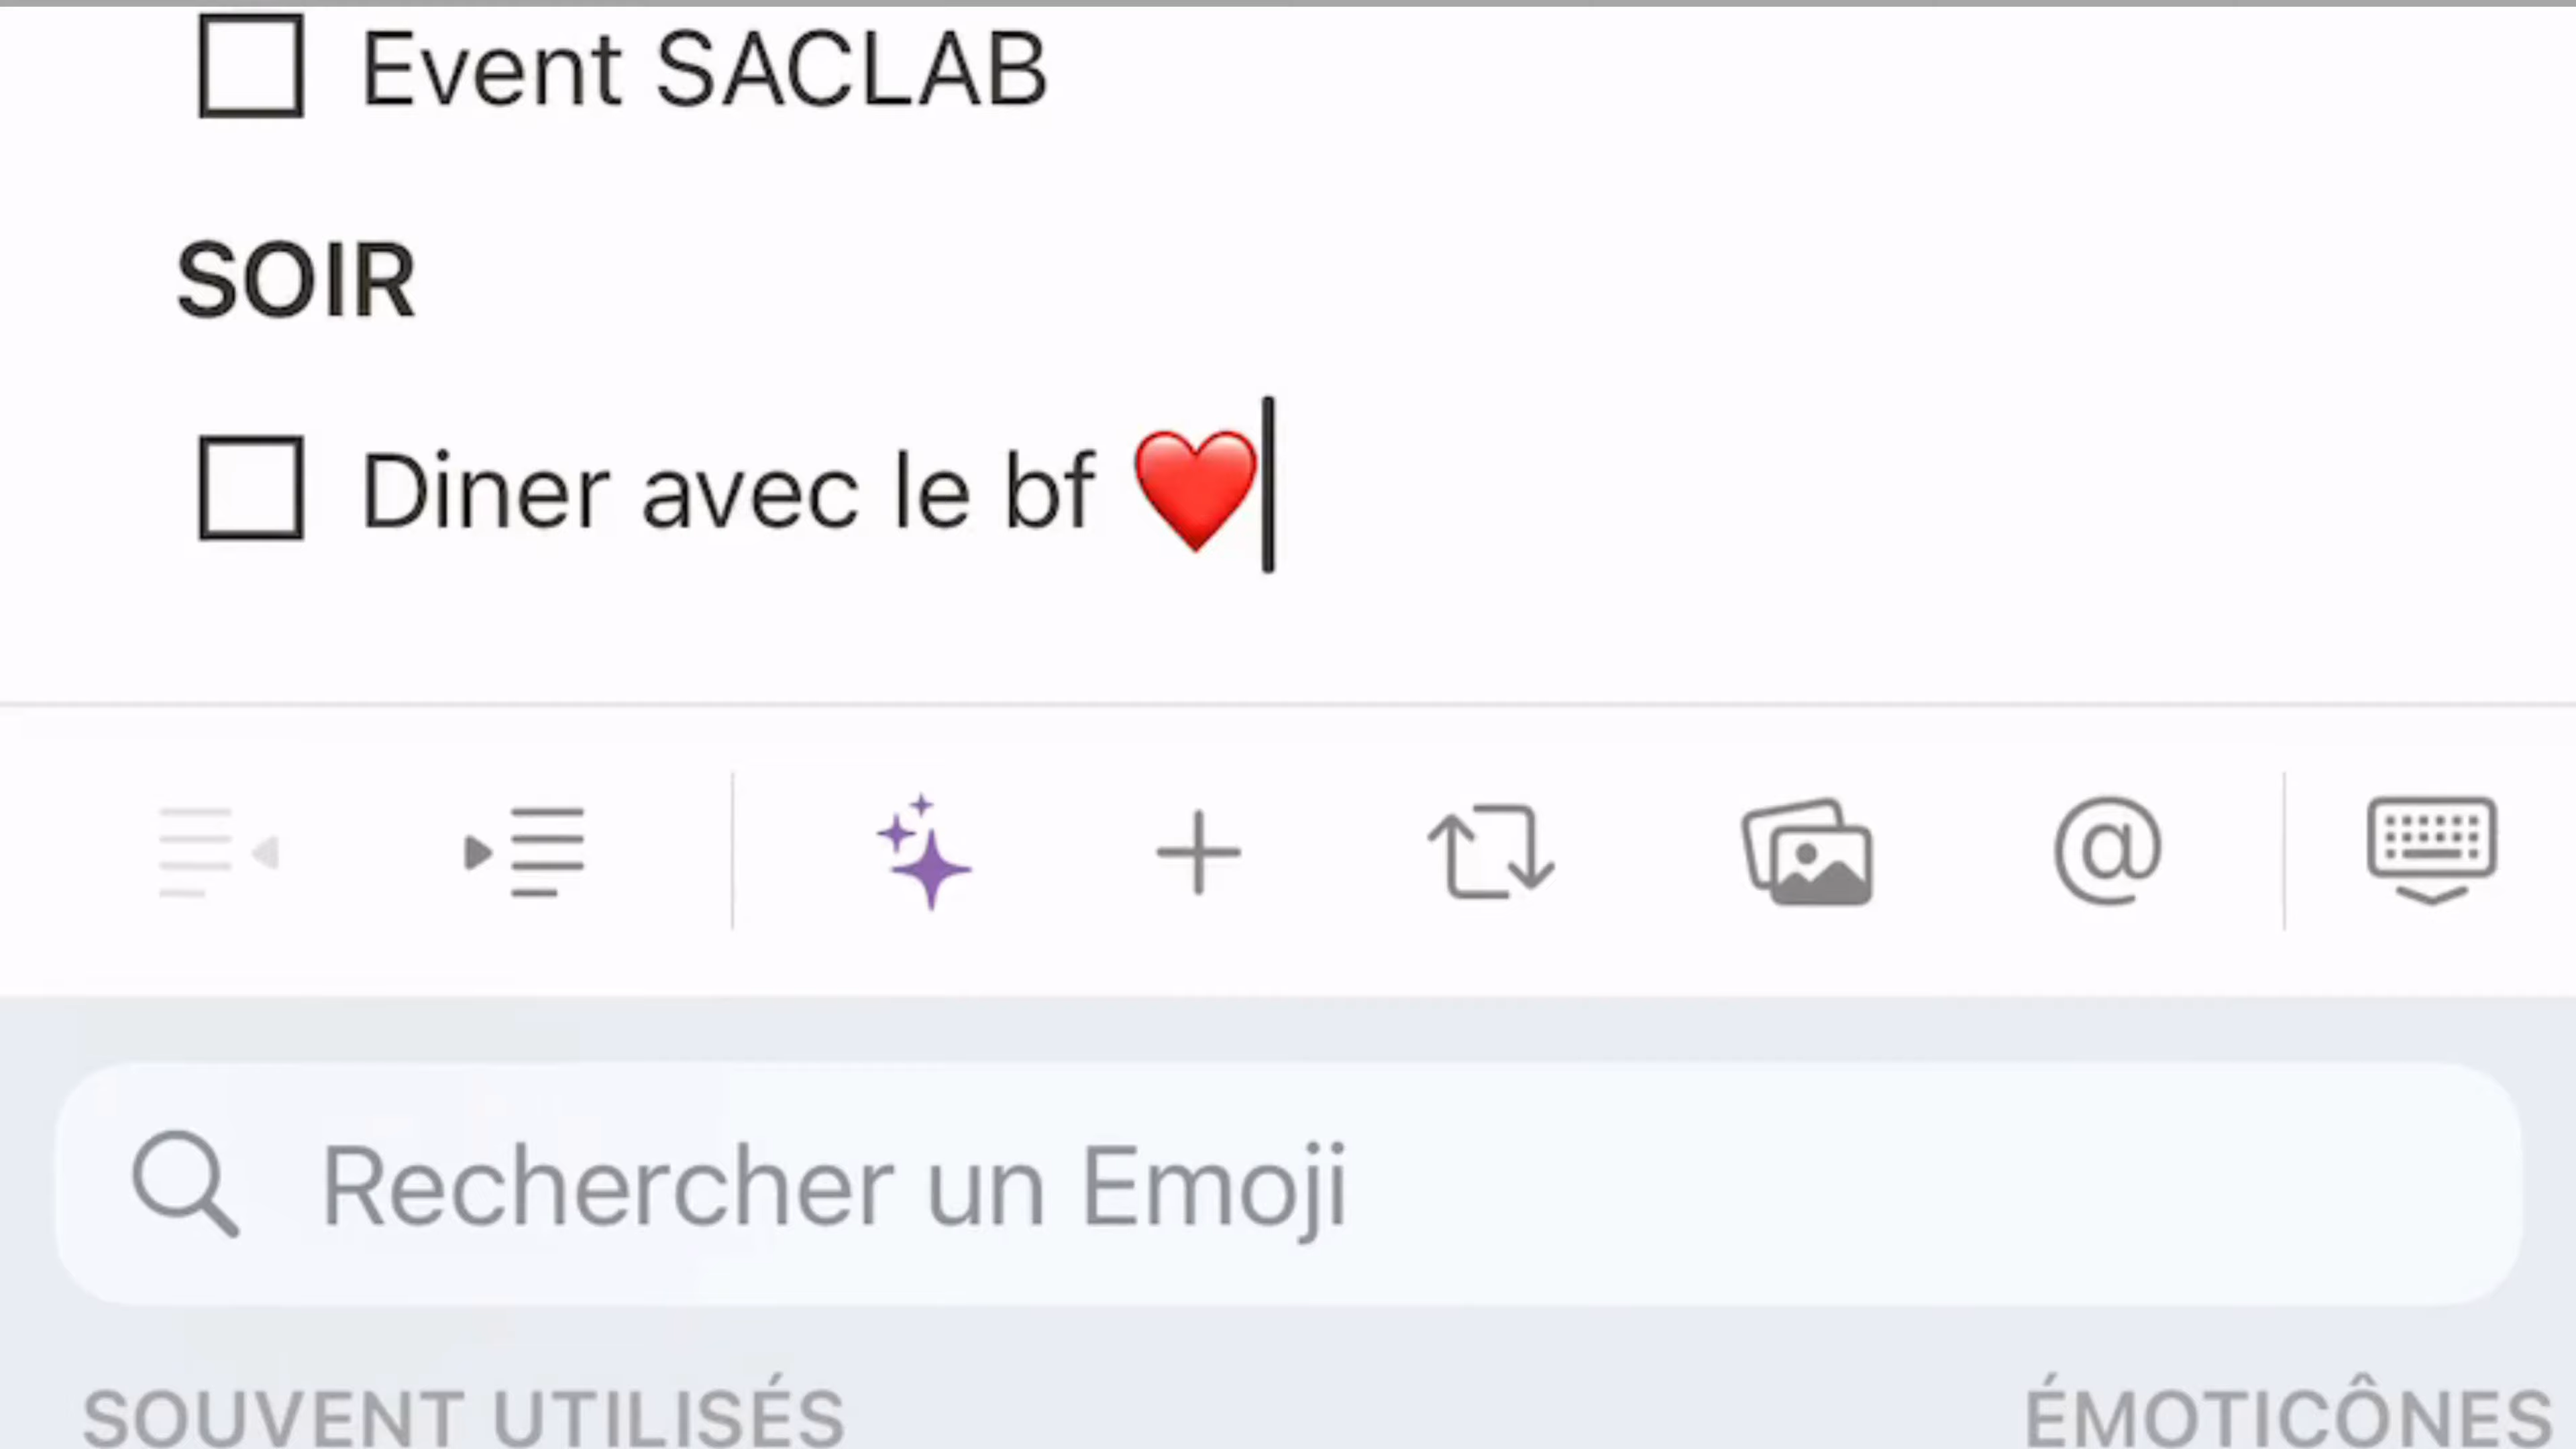 Event SACLAB
SOIR
Diner avec le bf ❤️
Rechercher un Emoji
SOUVENT UTILISÉS
ÉMOTICÔNES